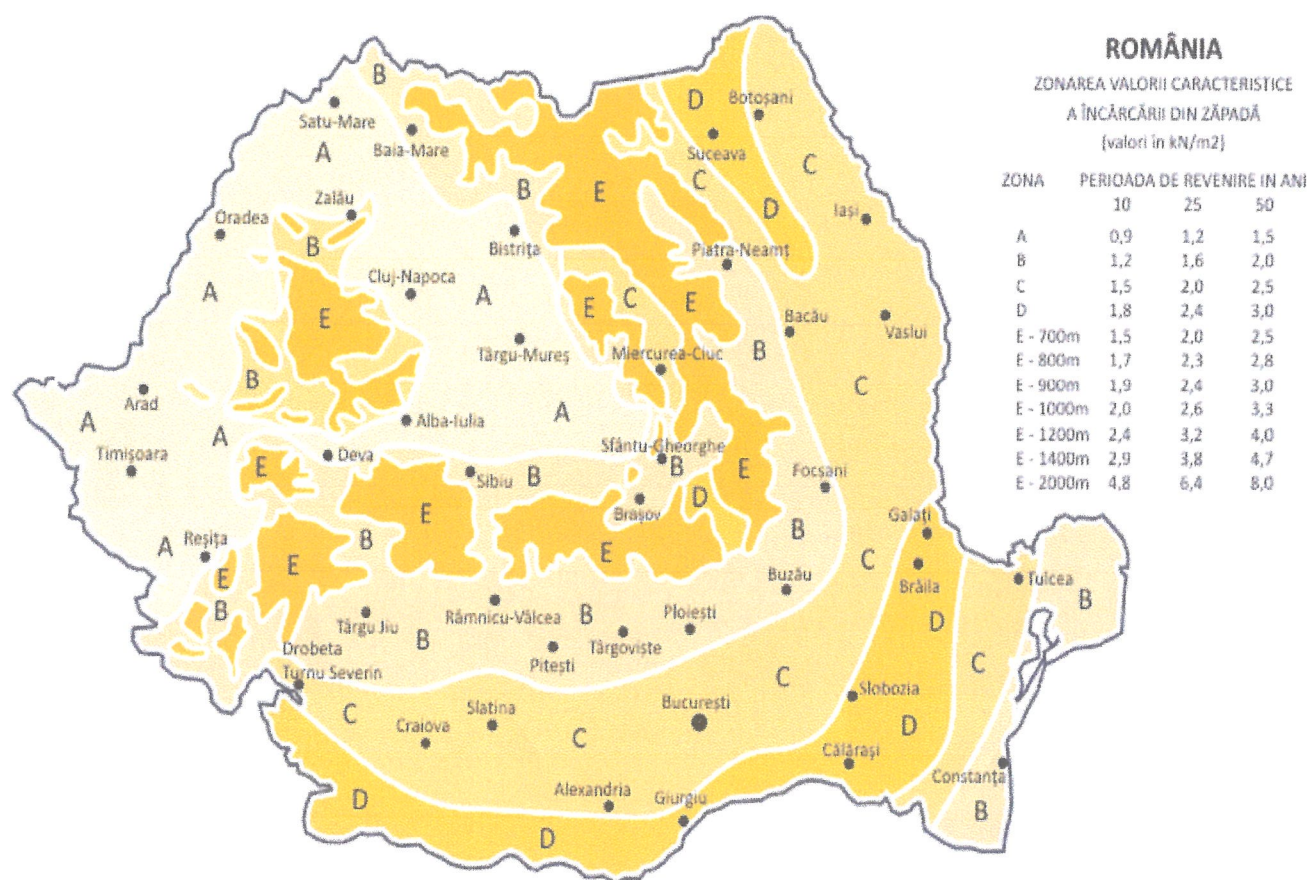 ROMÂNIA
ZONAREA VALORII CARACTERISTICE
A ÎNCĂRCĂRII DIN ZĂPADĂ
(valori în kN/m2)
ZONA PERIOADA DE REVENIRE IN ANI
10 25 50
A 0,9 1,2 1,5
B 1,2 1,6 2,0
C 1,5 2,0 2,5
D 1,8 2,4 3,0
E - 700m 1,5 2,0 2,5
E - 800m 1,7 2,3 2,8
E - 900m 1,9 2,4 3,0
E - 1000m 2,0 2,6 3,3
E - 1200m 2,4 3,2 4,0
E - 1400m 2,9 3,8 4,7
E - 2000m 4,8 6,4 8,0
B
D
Botoșani
Satu-Mare
A
Baia-Mare
Suceava
C
C
B
E
Zalău
D
Iași
Oradea
B
Bistrița
Piatra-Neamț
Cluj-Napoca
A
A
E
C
E
E
Bacău
Vaslui
Târgu-Mureș
Miercurea-Ciuc
B
B
C
Arad
A
A
Alba-Iulia
A
Sfântu-Gheorghe
Timișoara
Deva
E
Sibiu
B
B
E
Focșani
D
Brașov
E
B
E
B
Galați
A
Reșița
E
E
C
Buzău
Brăila
Tulcea
B
B
Târgu Jiu
Râmnicu-Vâlcea
B
Ploiești
D
B
Târgoviște
Pitești
Drobeta
Turnu Severin
C
C
Slobozia
București
C
Slatina
Craiova
C
D
Călărași
Constanța
Alexandria
Giurgiu
D
B
D